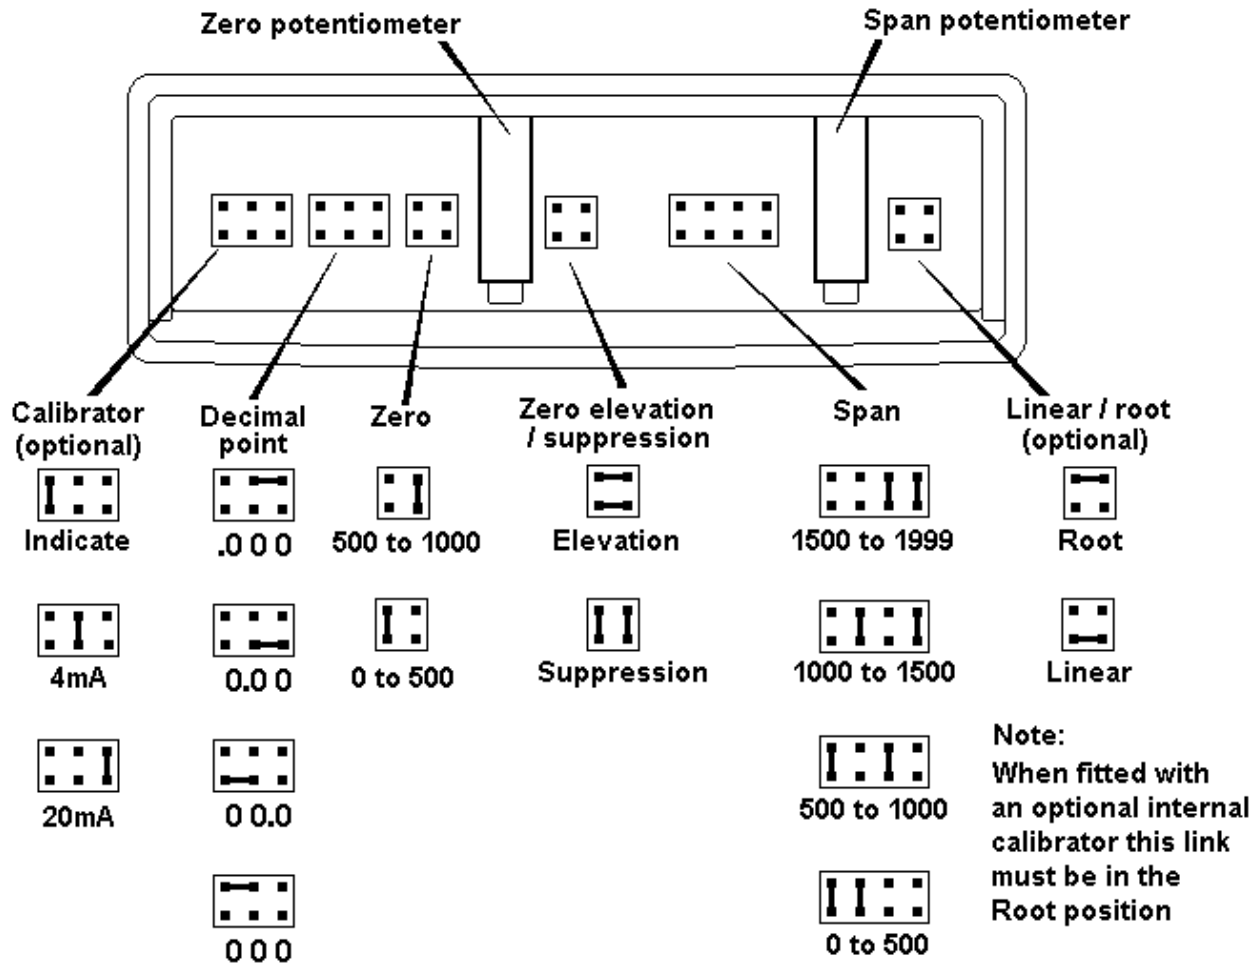 Zero potentiometer
Span potentiometer
Calibrator
(optional)
Decimal
point
Zero
Zero elevation
/ suppression
Span
Linear / root
(optional)
Indicate
.0 0 0
500 to 1000
Elevation
1500 to 1999
Root
4mA
0.0 0
0 to 500
Suppression
1000 to 1500
Linear
20mA
0 0.0
500 to 1000
0 0 0
0 to 500
Note:
When fitted with
an optional internal
calibrator this link
must be in the
Root position